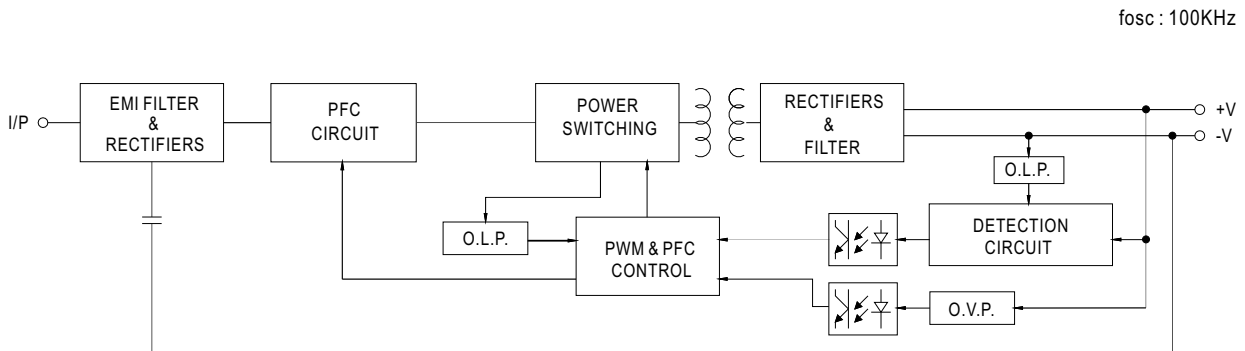 fosc : 100KHz
I/P
EMI FILTER
&
RECTIFIERS
PFC
CIRCUIT
POWER
SWITCHING
RECTIFIERS
&
FILTER
+V
-V
O.L.P.
O.L.P.
PWM & PFC
CONTROL
DETECTION
CIRCUIT
O.V.P.